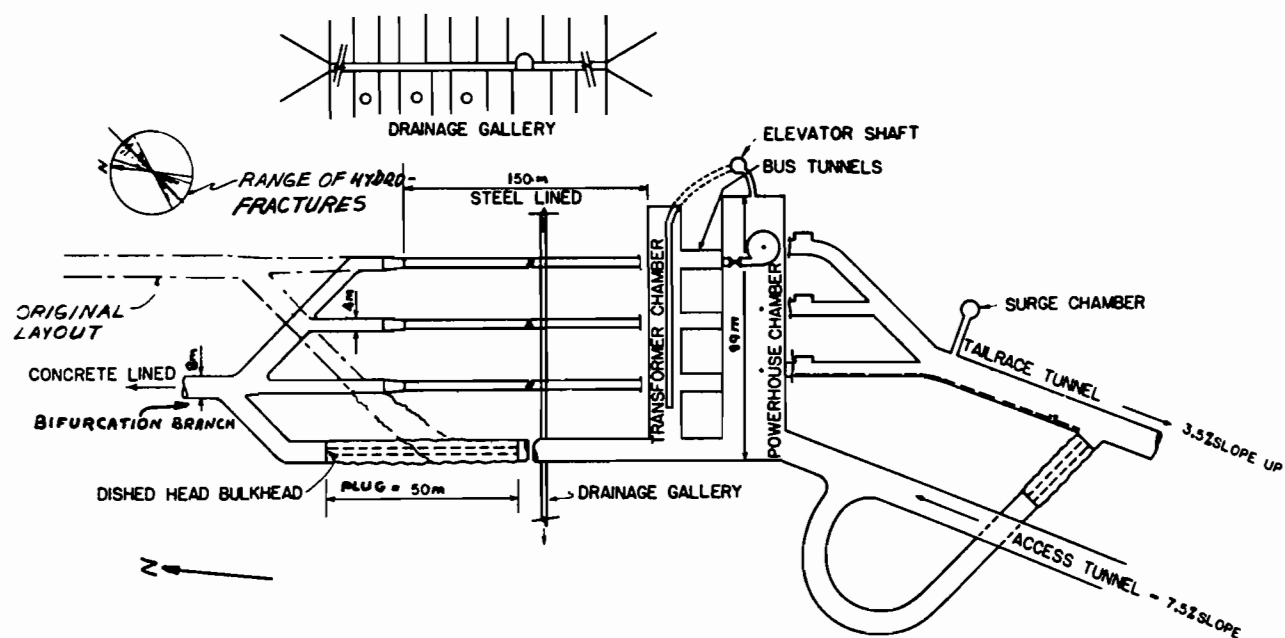 DRAINAGE GALLERY
ELEVATOR SHAFT
BUS TUNNELS
N
RANGE OF HYDRO-
FRACTURES
150m
STEEL LINED
TRANSFORMER CHAMBER
POWERHOUSE CHAMBER
99m
ORIGINAL
LAYOUT
4m
SURGE CHAMBER
TAILRACE TUNNEL
CONCRETE LINED
8m
BIFURCATION BRANCH
3.5% SLOPE UP
DISHED HEAD BULKHEAD
PLUG = 50m
DRAINAGE GALLERY
ACCESS TUNNEL - 7.5% SLOPE
N